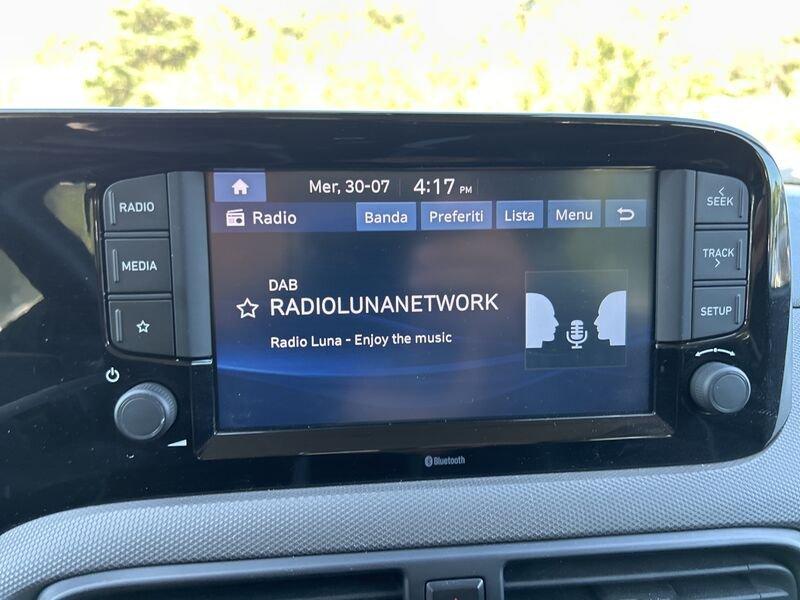 RADIO
MEDIA
Mer, 30-07 4:17 PM
Radio Banda Preferiti Lista Menu
DAB
RADIOLUNANETWORK
Radio Luna - Enjoy the music
SEEK
TRACK
SETUP
Bluetooth